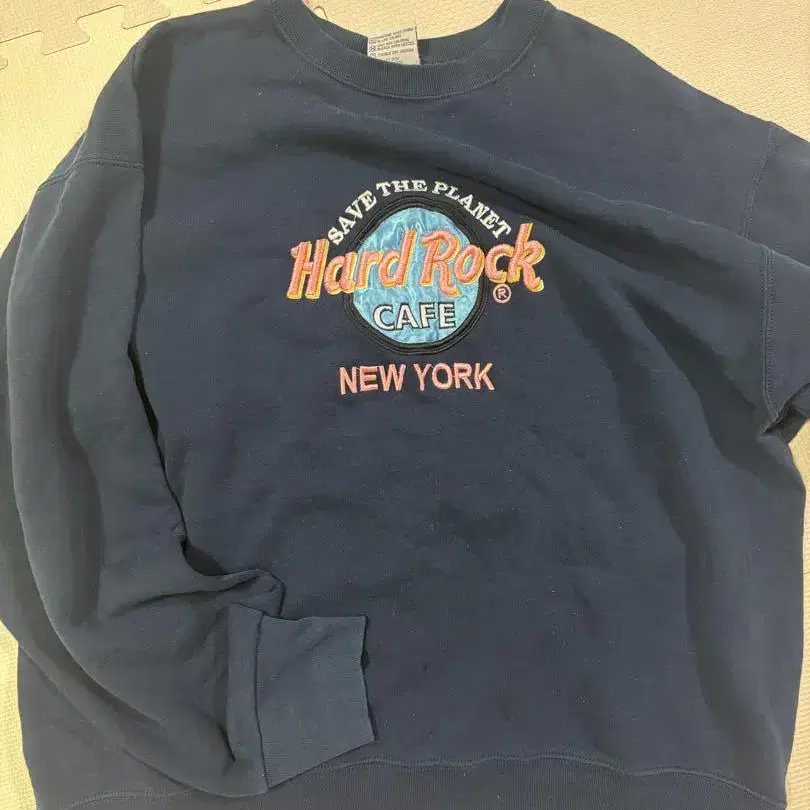 SAVE THE PLANET
Hard Rock
®
CAFE
NEW YORK